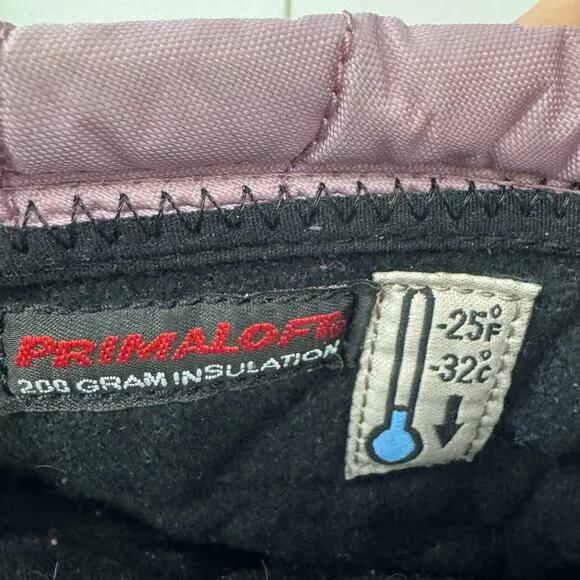 PRIMALOFT®
200 GRAM INSULATION
-25°F
-32°C